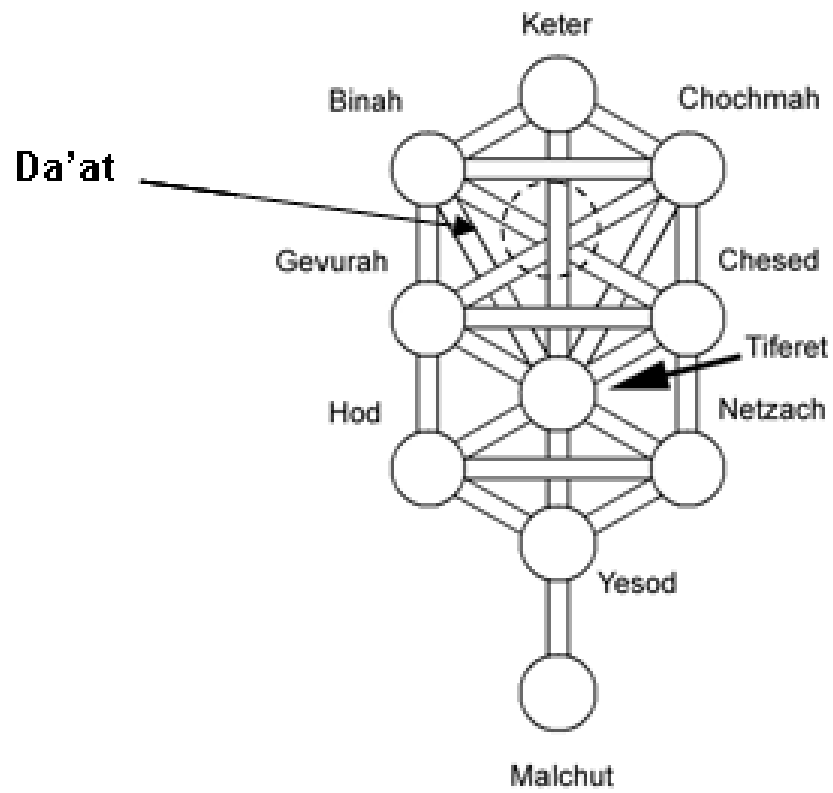 Keter
Binah
Chochmah
Da'at
Gevurah
Chesed
Tiferet
Hod
Netzach
Yesod
Malchut